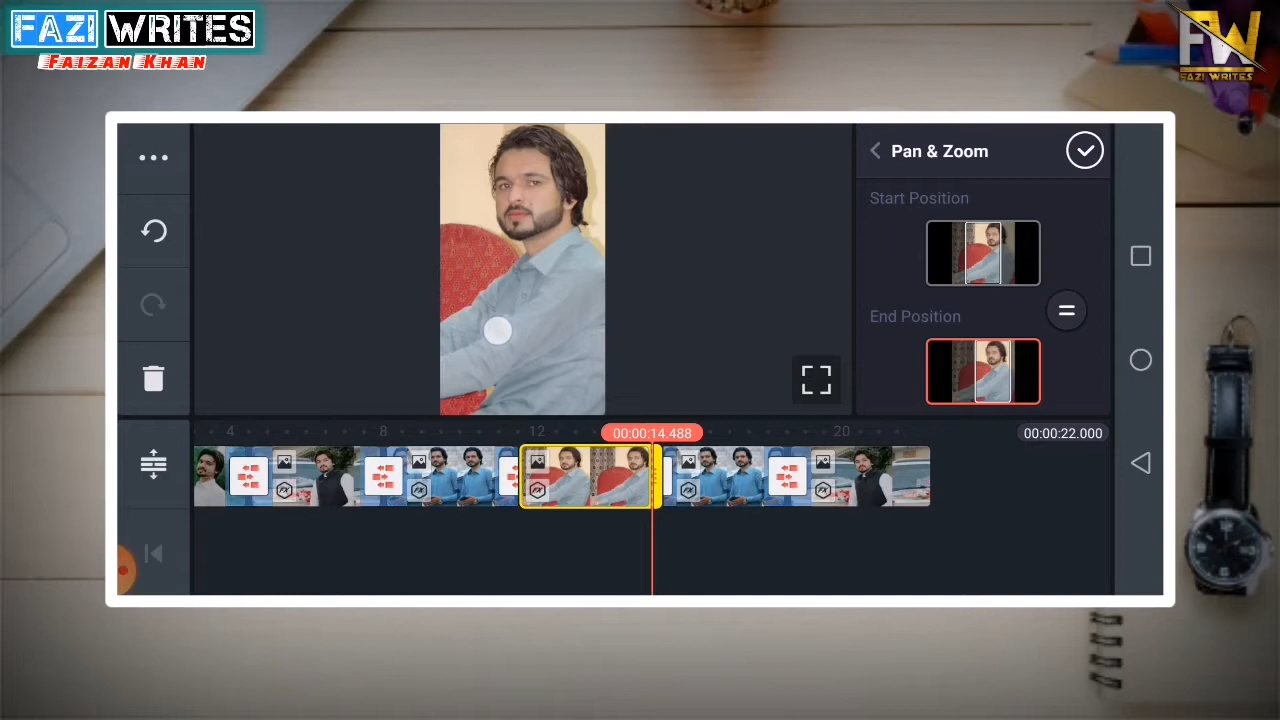 FAZI WRITES
FAIZAN KHAN
FW
FAZI WRITES
Pan & Zoom
Start Position
End Position
4
8
12
00:00:14.488
20
00:00:22.000